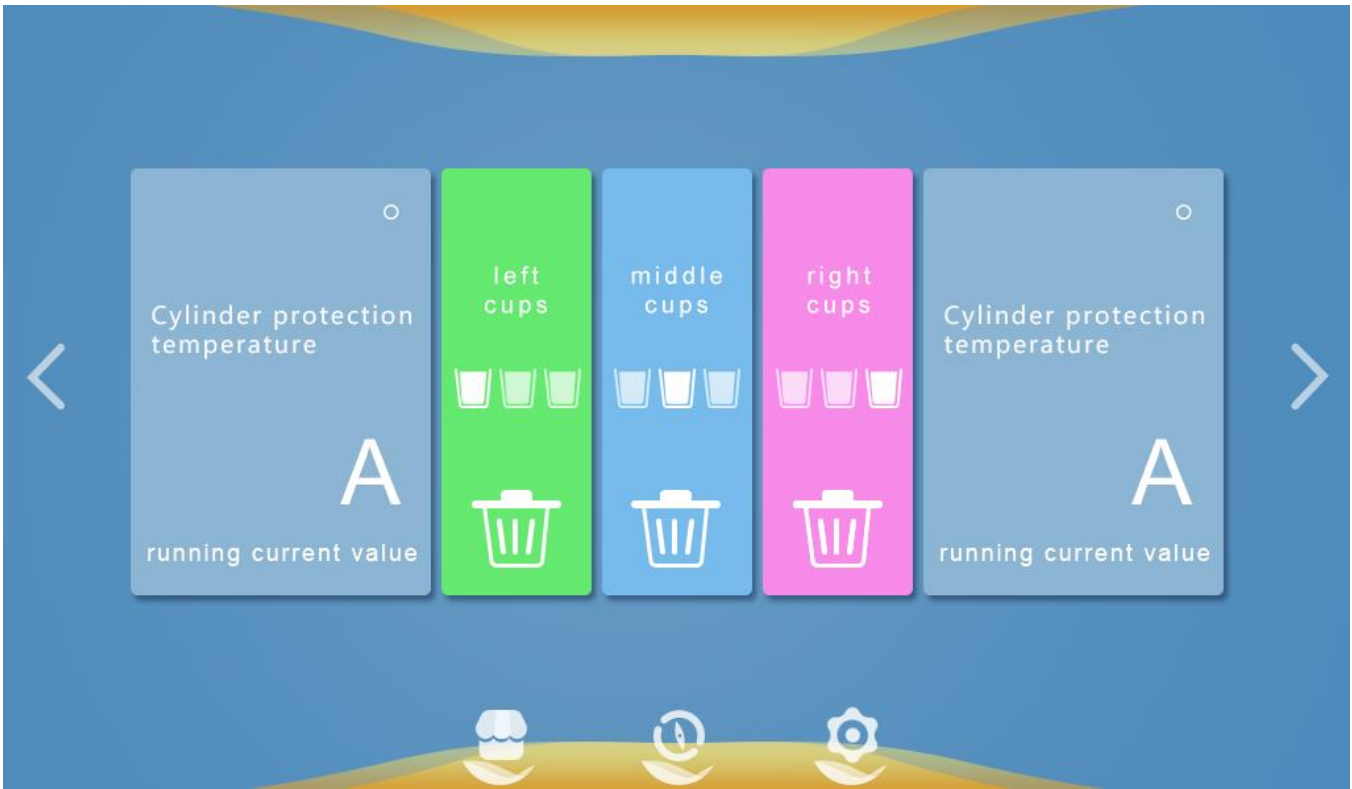 Cylinder protection
temperature
A
running current value
left
cups
middle
cups
right
cups
Cylinder protection
temperature
A
running current value